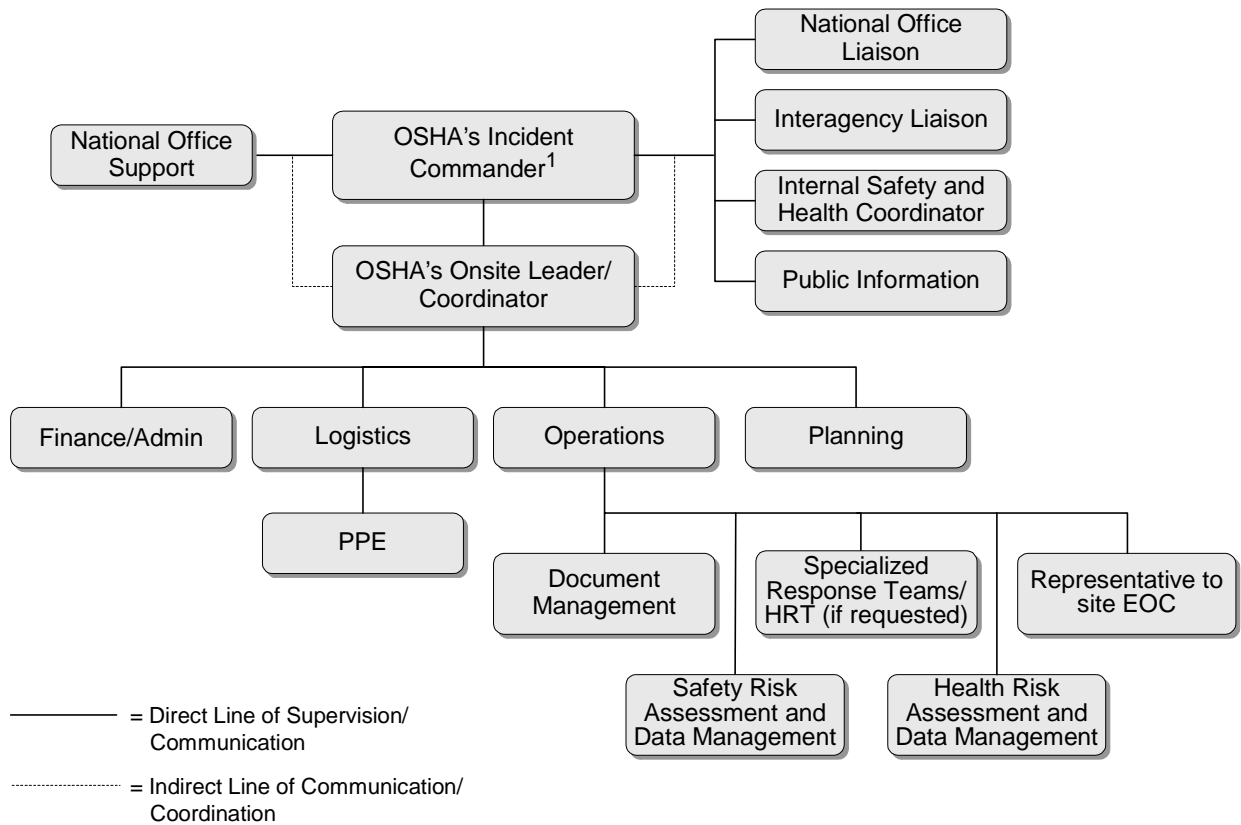 National Office
Liaison
Interagency Liaison
Internal Safety and
Health Coordinator
Public Information
National Office
Support
OSHA's Incident
Commander1
OSHA's Onsite Leader/
Coordinator
Finance/Admin
Logistics
Operations
Planning
PPE
Document
Management
Specialized
Response Teams/
HRT (if requested)
Representative to
site EOC
Safety Risk
Assessment and
Data Management
Health Risk
Assessment and
Data Management
= Direct Line of Supervision/
Communication
= Indirect Line of Communication/
Coordination